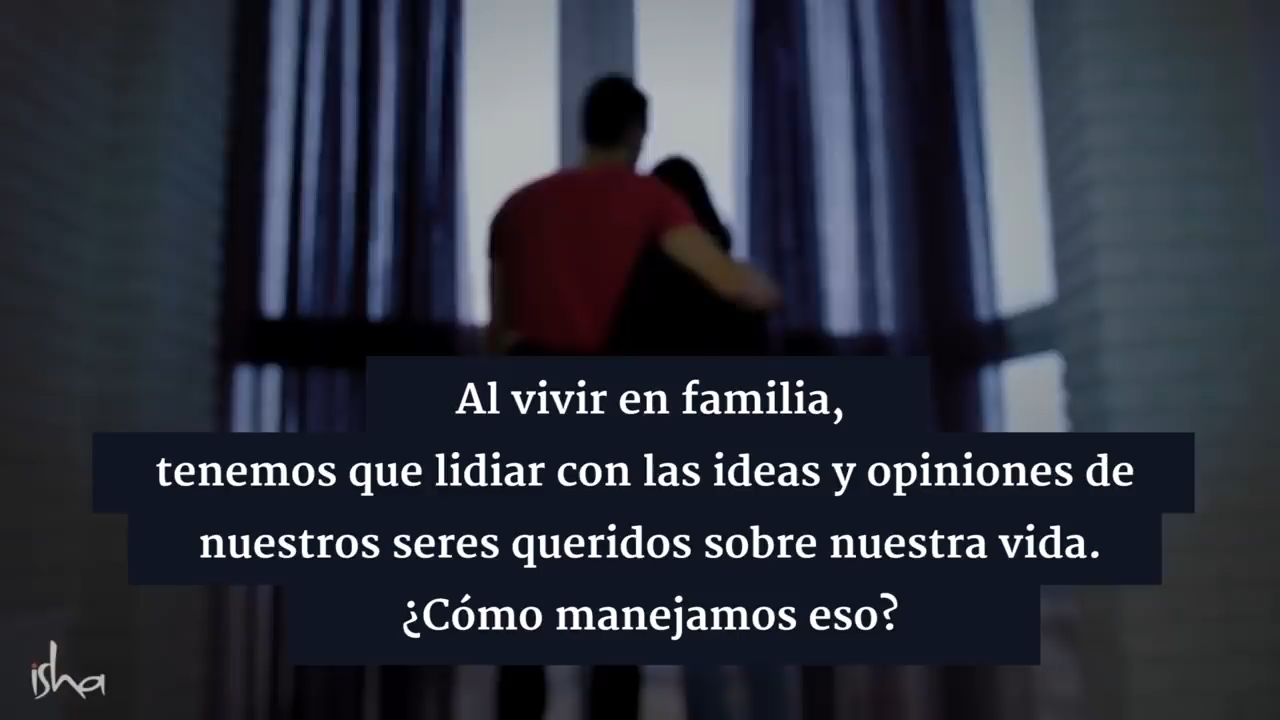 Al vivir en familia,
tenemos que lidiar con las ideas y opiniones de
nuestros seres queridos sobre nuestra vida.
¿Cómo manejamos eso?
isha